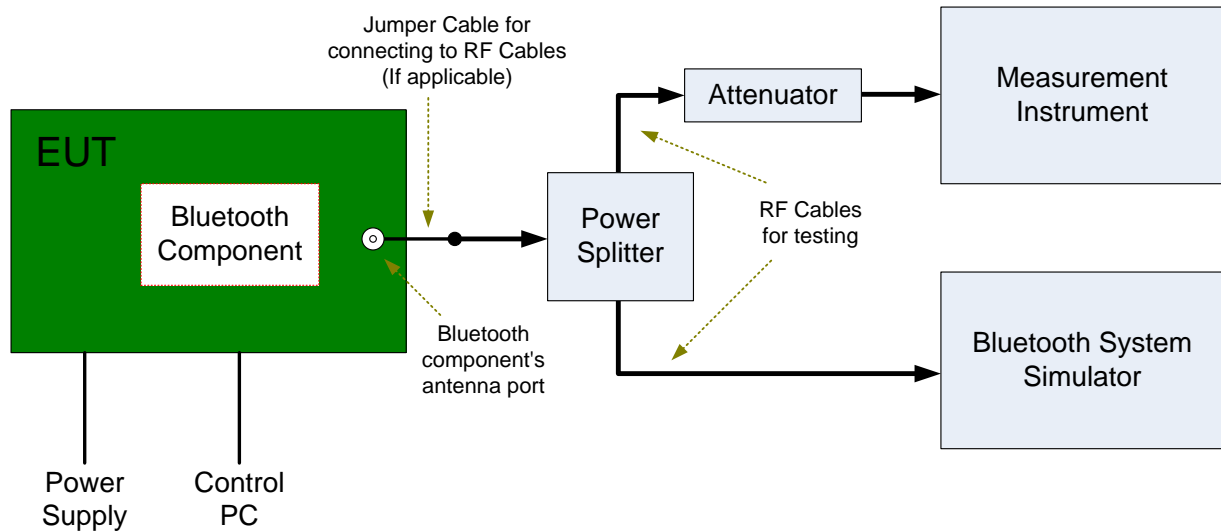 Jumper Cable for
connecting to RF Cables
(If applicable)
EUT
Bluetooth
Component
Bluetooth
component's
antenna port
Power
Supply
Control
PC
Power
Splitter
Attenuator
RF Cables
for testing
Measurement
Instrument
Bluetooth System
Simulator